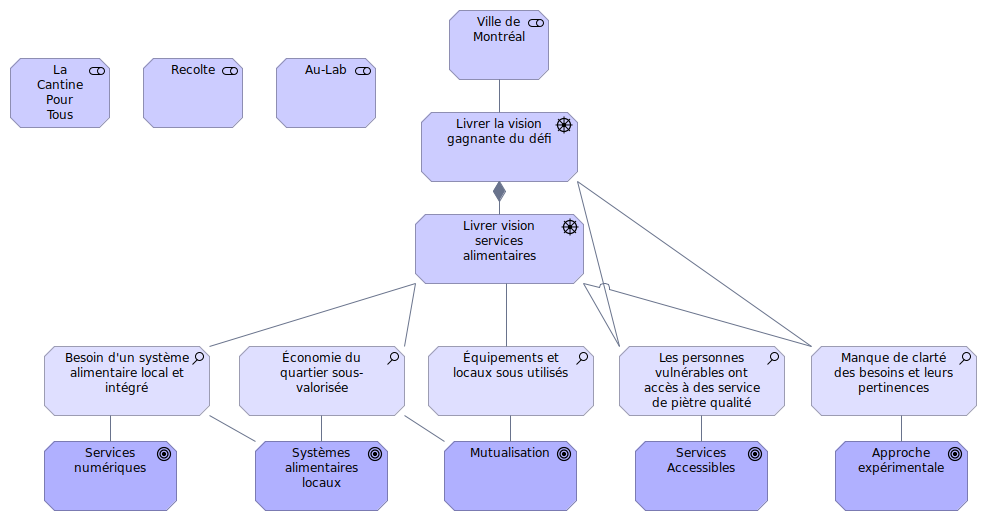 Ville de
Montréal
La
Cantine
Pour
Tous
Recolte
Au-Lab
Livrer la vision
gagnante du défi
Livrer vision
services
alimentaires
Besoin d'un système
alimentaire local et
intégré
Économie du
quartier sous-
valorisée
Équipements et
locaux sous utilisés
Les personnes
vulnérables ont
accès à des service
de piètre qualité
Manque de clarté
des besoins et leurs
pertinences
Services
numériques
Systèmes
alimentaires
locaux
Mutualisation
Services
Accessibles
Approche
expérimentale